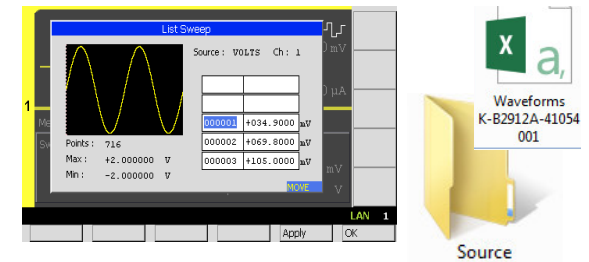 List Sweep
Source : VOLTS Ch : 1
mV
μA
1
Me
000001 +034.9000 mV
000002 +069.8000 mV
000003 +105.0000 mV
Points : 716
Max : +2.000000 V
Min : -2.000000 V
Sw
mV
MOVE
V
LAN 1
Apply
OK
X
a,
Waveforms
K-B2912A-41054
001
Source